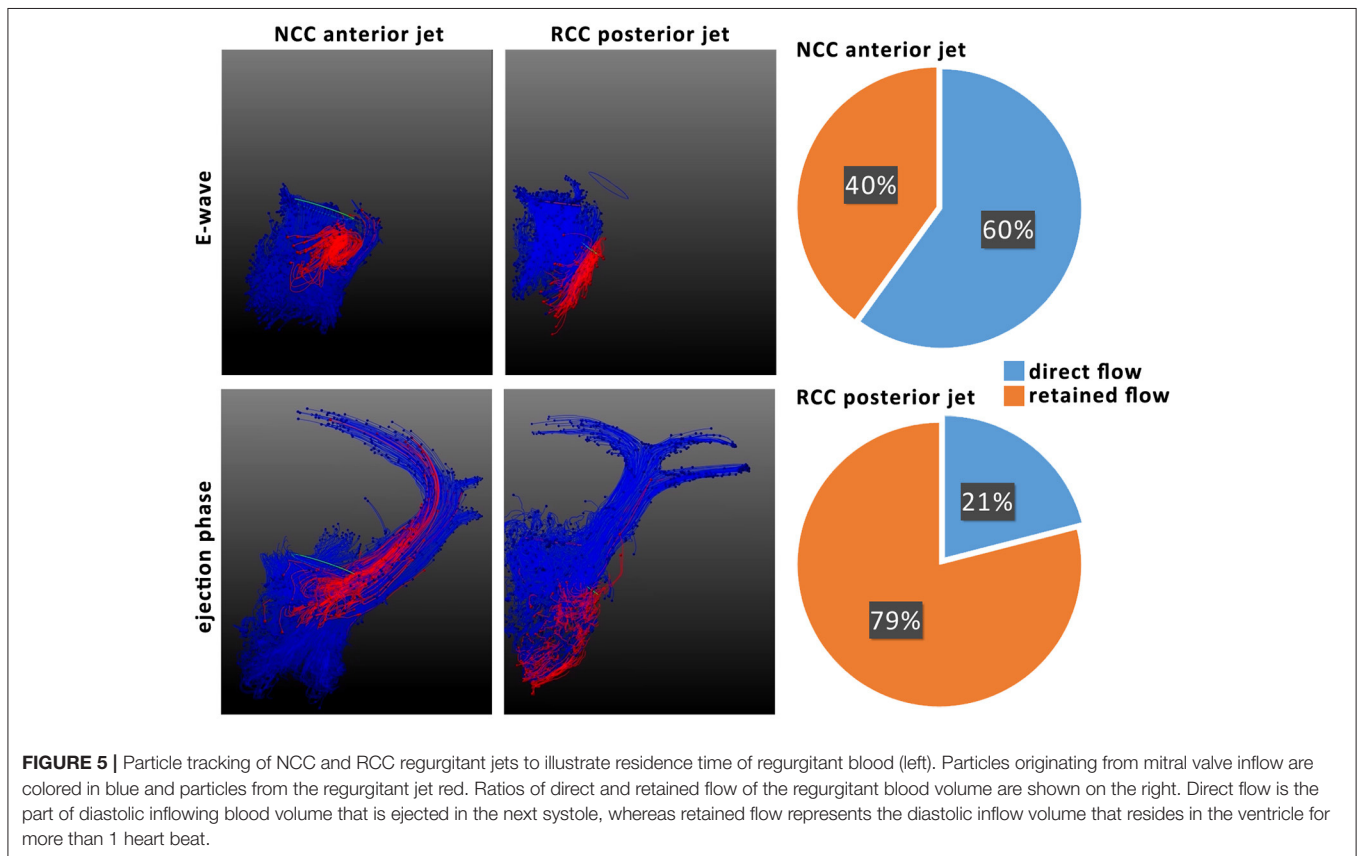 NCC anterior jet
RCC posterior jet
E-wave
ejection phase
NCC anterior jet
40%
60%
direct flow
retained flow
RCC posterior jet
21%
79%
FIGURE 5 | Particle tracking of NCC and RCC regurgitant jets to illustrate residence time of regurgitant blood (left). Particles originating from mitral valve inflow are
colored in blue and particles from the regurgitant jet red. Ratios of direct and retained flow of the regurgitant blood volume are shown on the right. Direct flow is the
part of diastolic inflowing blood volume that is ejected in the next systole, whereas retained flow represents the diastolic inflow volume that resides in the ventricle for
more than 1 heart beat.